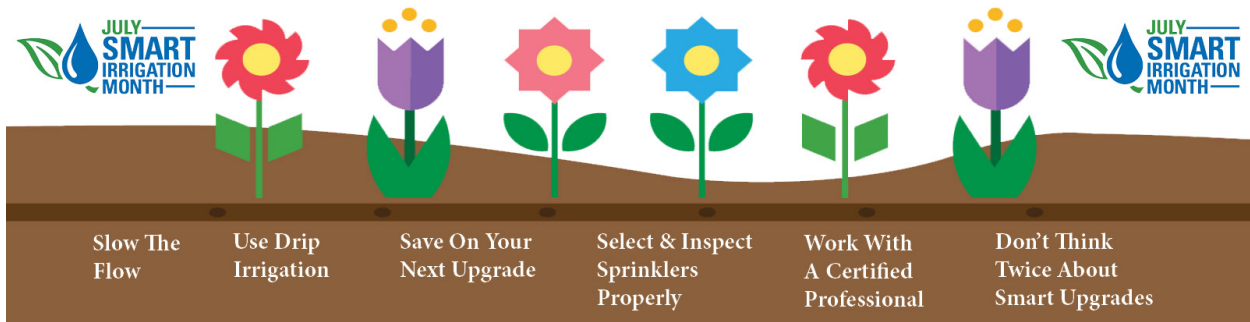 JULY
SMART
IRRIGATION
MONTH
JULY
SMART
IRRIGATION
MONTH
Slow The
Flow
Use Drip
Irrigation
Save On Your
Next Upgrade
Select & Inspect
Sprinklers
Properly
Work With
A Certified
Professional
Don’t Think
Twice About
Smart Upgrades